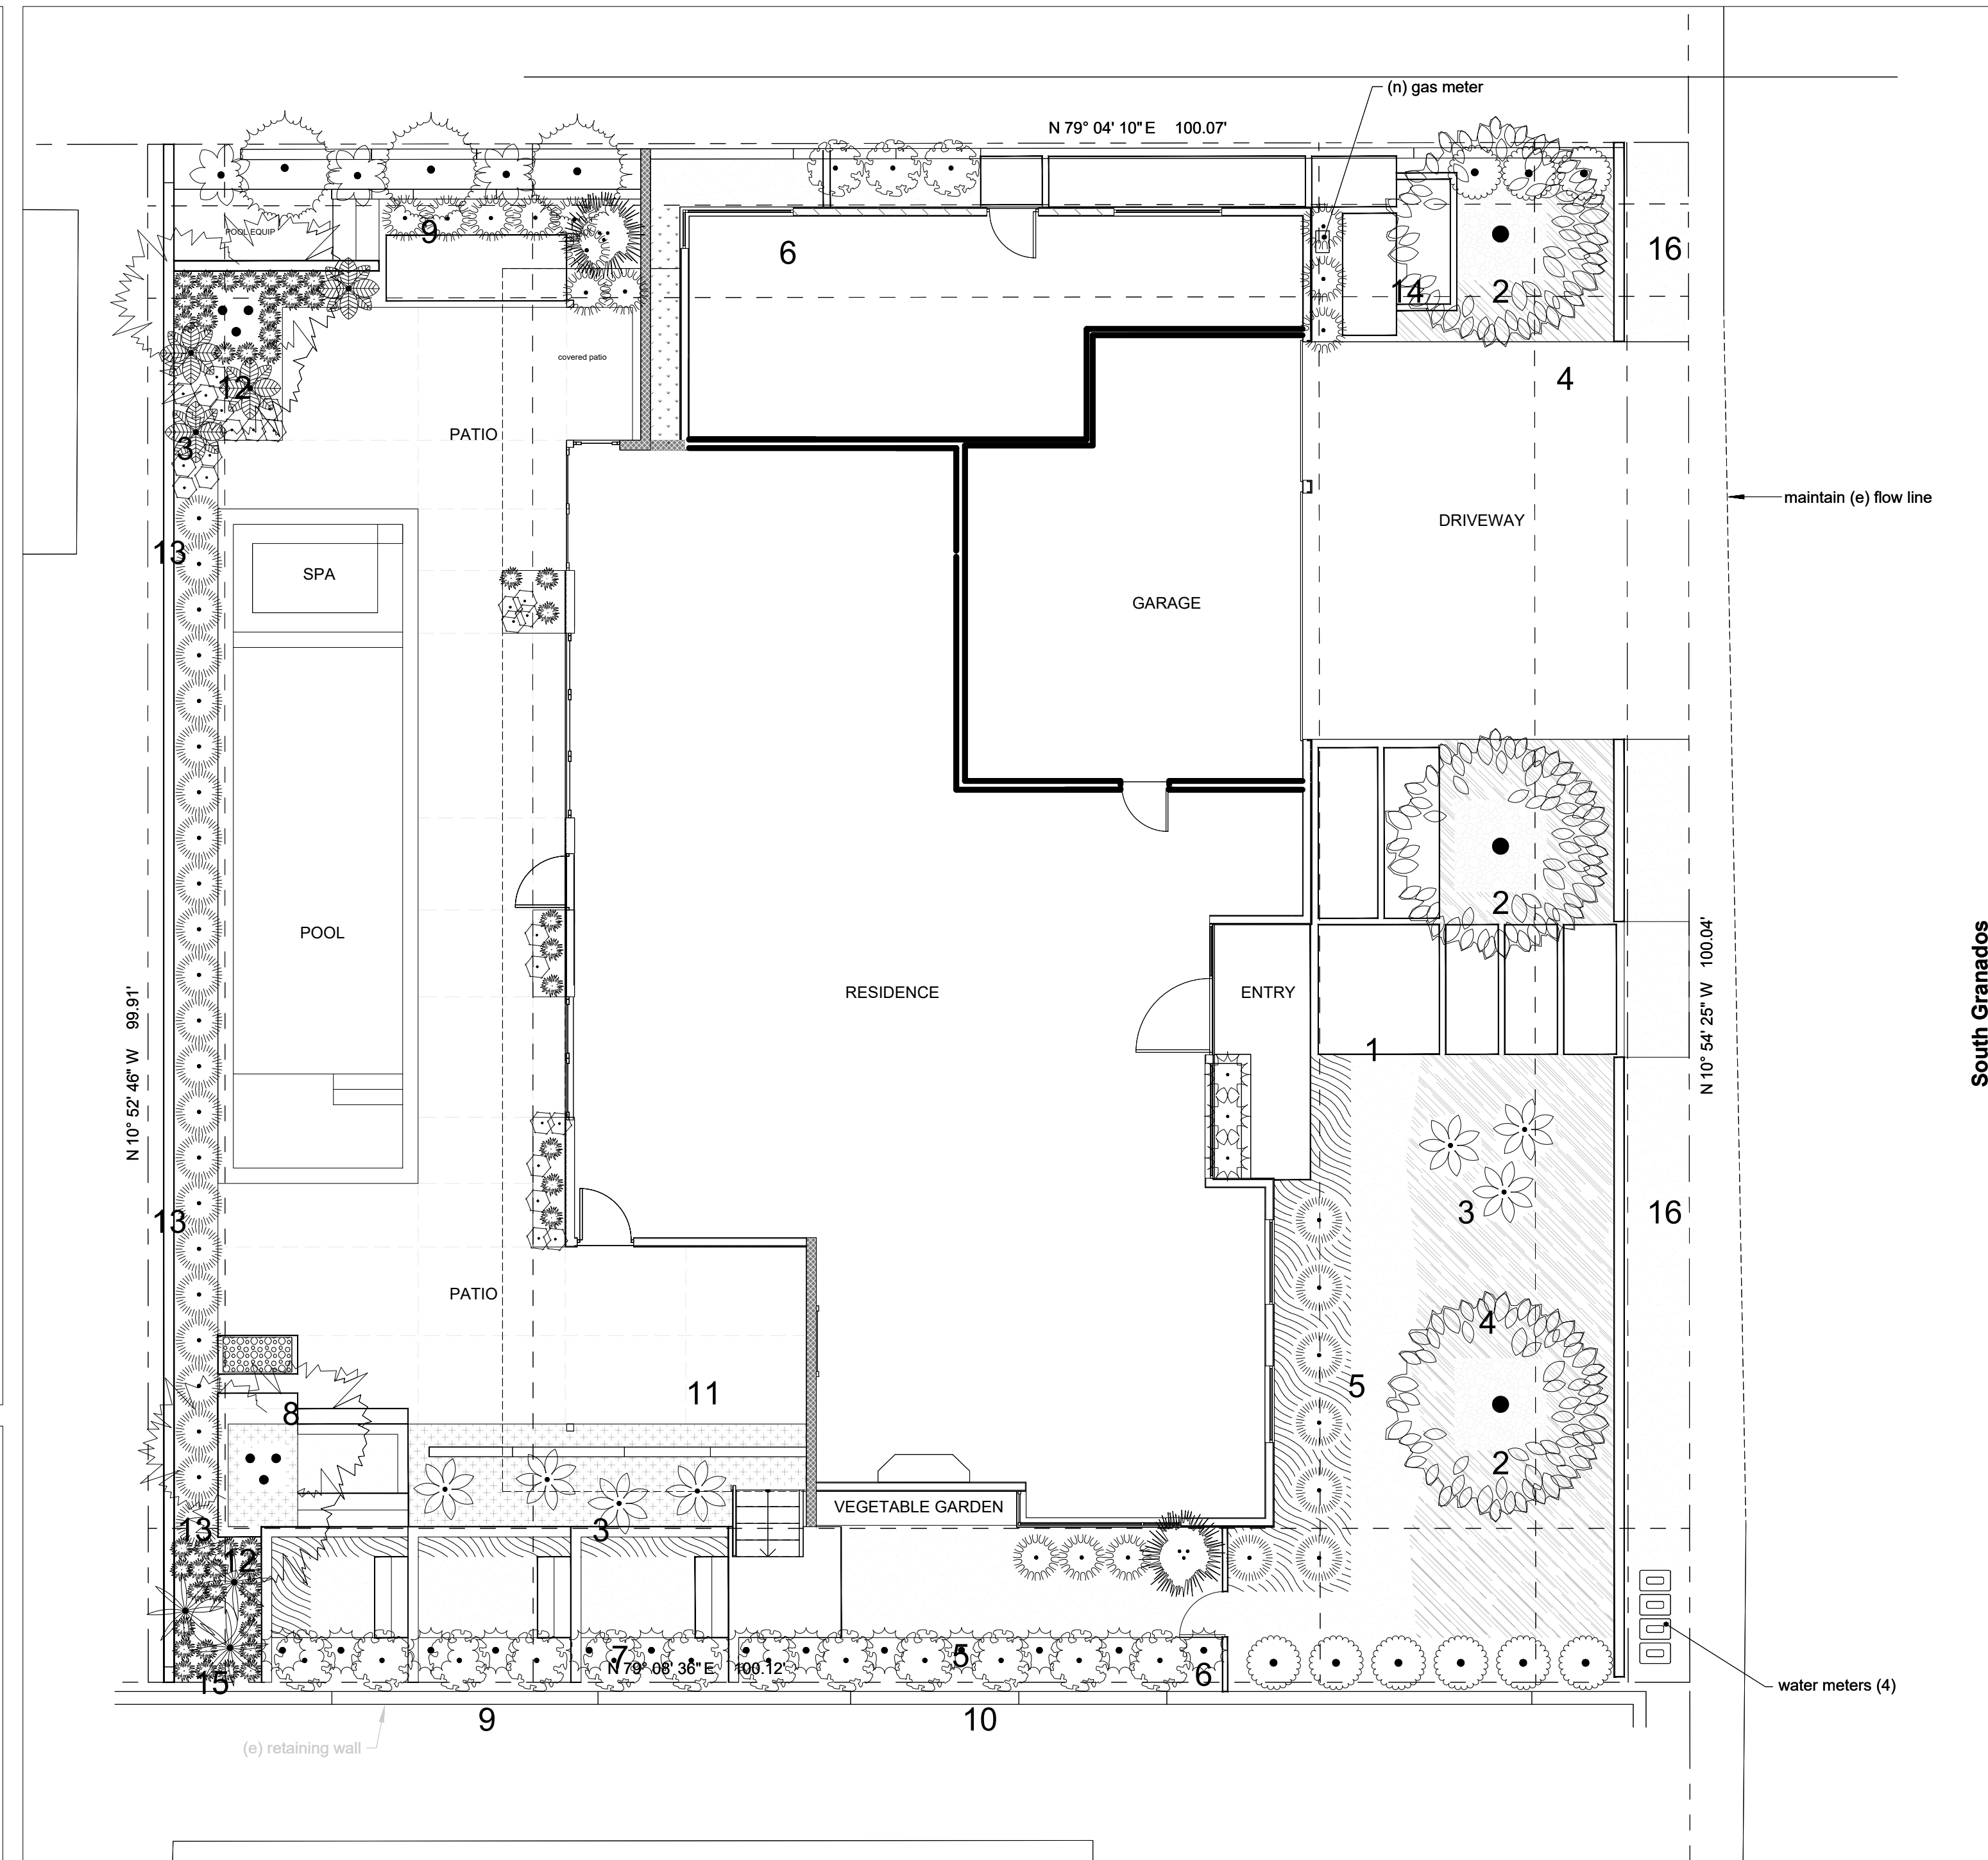 (n) gas meter
N 79° 04' 10" E 100.07'
POOL EQUIP
9
6
16
14
2
covered patio
4
12
PATIO
3
maintain (e) flow line
DRIVEWAY
13
SPA
GARAGE
2
POOL
RESIDENCE
ENTRY
N 10° 52' 46" W 99.91'
N 10° 54' 25" W 100.04'
South Granados
1
13
3
16
PATIO
4
11
5
8
2
VEGETABLE GARDEN
13
3
12
7
5
N 79° 08' 36" E 100.12'
6
15
water meters (4)
9
10
(e) retaining wall